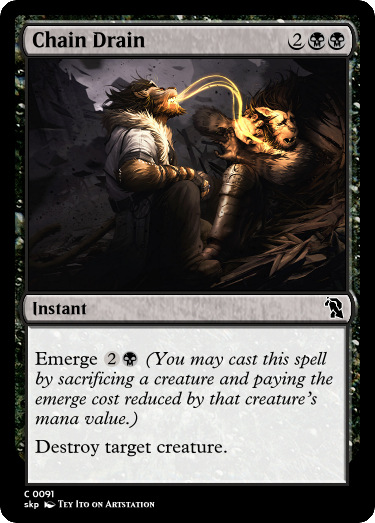 Chain Drain 2
Instant
Emerge 2 (You may cast this spell
by sacrificing a creature and paying the
emerge cost reduced by that creature's
mana value.)
Destroy target creature.
C 0091
skp Tey Ito on Artstation